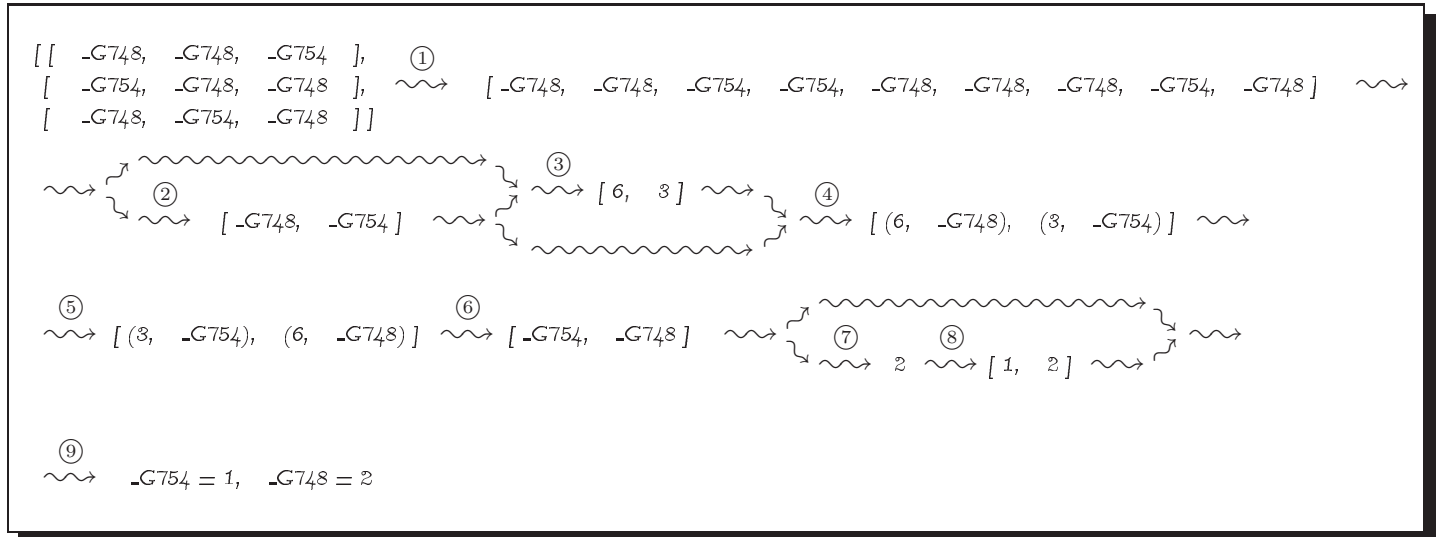 [ [ _G748, _G748, _G754 ],
[ _G754, _G748, _G748 ], ① [ _G748, _G748, _G754, _G754, _G748, _G748, _G748, _G754, _G748 ]
[ _G748, _G754, _G748 ] ]
③ [ 6, 3 ]
② [ _G748, _G754 ] ④ [ (6, _G748), (3, _G754) ]
⑤ [ (3, _G754), (6, _G748) ] ⑥ [ _G754, _G748 ]
⑦ 2 ⑧ [ 1, 2 ]
⑨ _G754 = 1, _G748 = 2